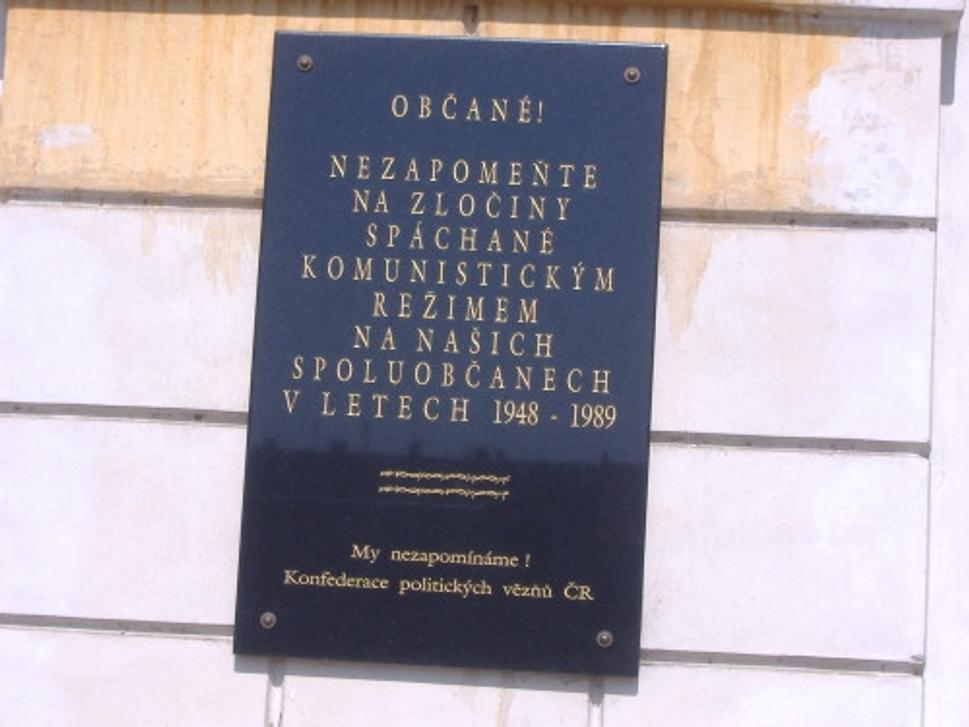 OBČANÉ!
NEZAPOMEŇTE
NA ZLOČINY
SPÁCHANÉ
KOMUNISTICKÝM
REŽIMEM
NA NAŠICH
SPOLUOBČANECH
V LETECH 1948 - 1989
My nezapomínáme !
Konfederace politických vězňů ČR